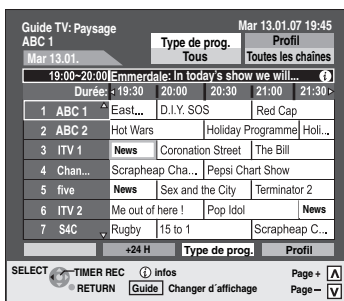 Guide TV: Paysage
Mar 13.01.07 19:45
ABC 1
Type de prog.
Profil
Mar 13.01.
Tous
Toutes les chaînes
19:00~20:00 Emmerdale: In today's show we will... i
Durée: 19:30 20:00 20:30 21:00 21:30
1 ABC 1 East... D.I.Y. SOS Red Cap
2 ABC 2 Hot Wars Holiday Programme Holi..
3 ITV 1 News Coronation Street The Bill
4 Chan... Scrapheap Cha... Pepsi Chart Show
5 five News Sex and the City Terminator 2
6 ITV 2 Me out of here ! Pop Idol News
7 S4C Rugby 15 to 1 Scrapheap C...
+24 H Type de prog. Profil
SELECT TIMER REC i infos Page +
RETURN Guide Changer d´affichage Page–